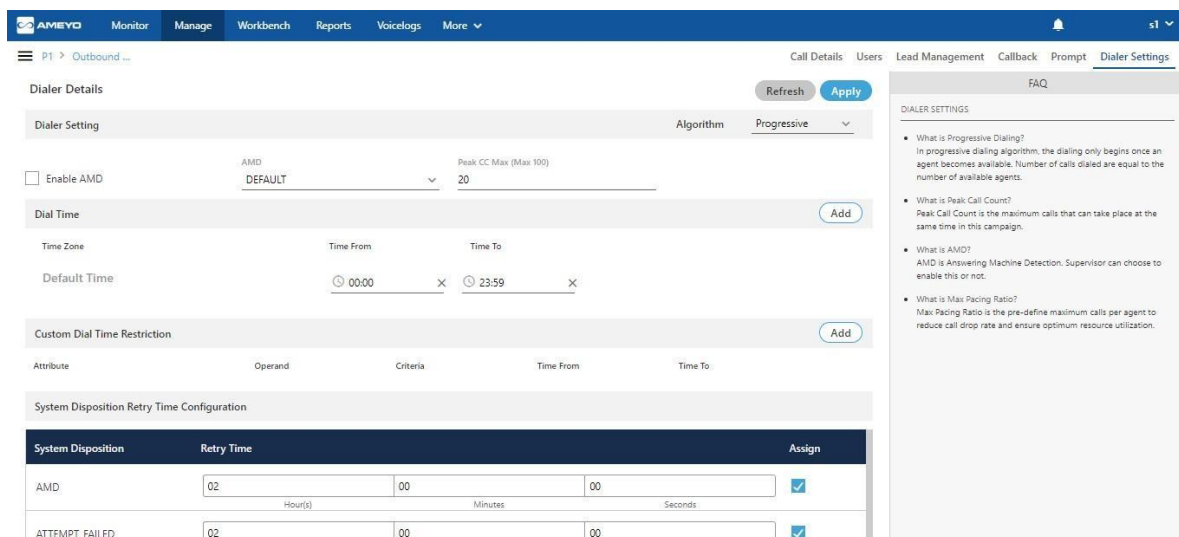 AMEYO Monitor Manage Workbench Reports Voicelogs More s1
P1 > Outbound ... Call Details Users Lead Management Callback Prompt Dialer Settings
Dialer Details Refresh Apply
Dialer Setting Algorithm Progressive
AMD Peak CC Max (Max 100)
Enable AMD DEFAULT 20
Dial Time Add
Time Zone Time From Time To
Default Time 00:00 23:59
Custom Dial Time Restriction Add
Attribute Operand Criteria Time From Time To
System Disposition Retry Time Configuration
System Disposition Retry Time Assign
AMD 02 00 00
Hour(s) Minutes Seconds
ATTEMPT_FAILED 02 00 00
FAQ
DIALER SETTINGS
• What is Progressive Dialing?
In progressive dialing algorithm, the dialing only begins once an
agent becomes available. Number of calls dialed are equal to the
number of available agents.
• What is Peak Call Count?
Peak Call Count is the maximum calls that can take place at the
same time in this campaign.
• What is AMD?
AMD is Answering Machine Detection. Supervisor can choose to
enable this or not.
• What is Max Pacing Ratio?
Max Pacing Ratio is the pre-define maximum calls per agent to
reduce call drop rate and ensure optimum resource utilization.